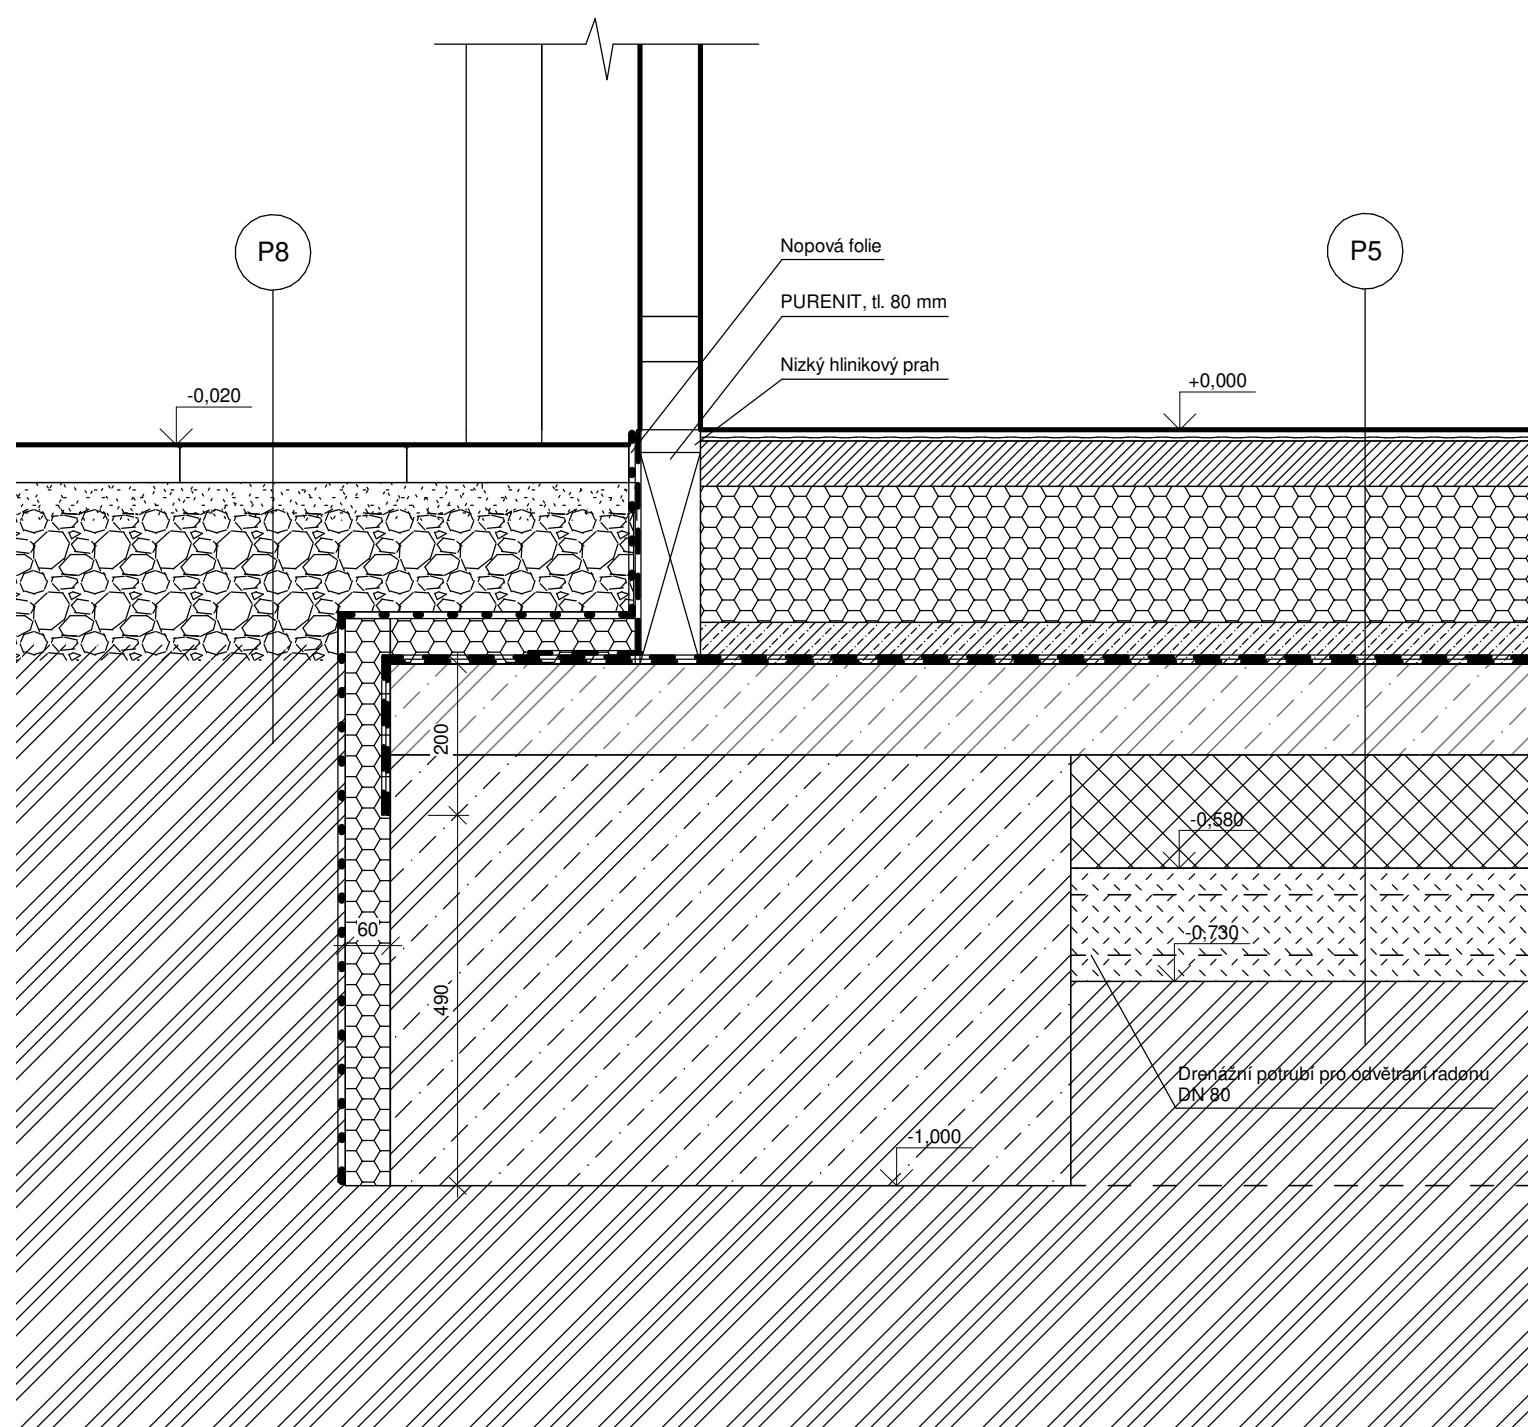 P8
P5
Nopová folie
PURENIT, tl. 80 mm
Nizký hlinikový prah
-0,020
+0,000
200
-0,580
60
-0,730
490
Drenážní potrubí pro odvětrání radonu
DN 80
-1,000